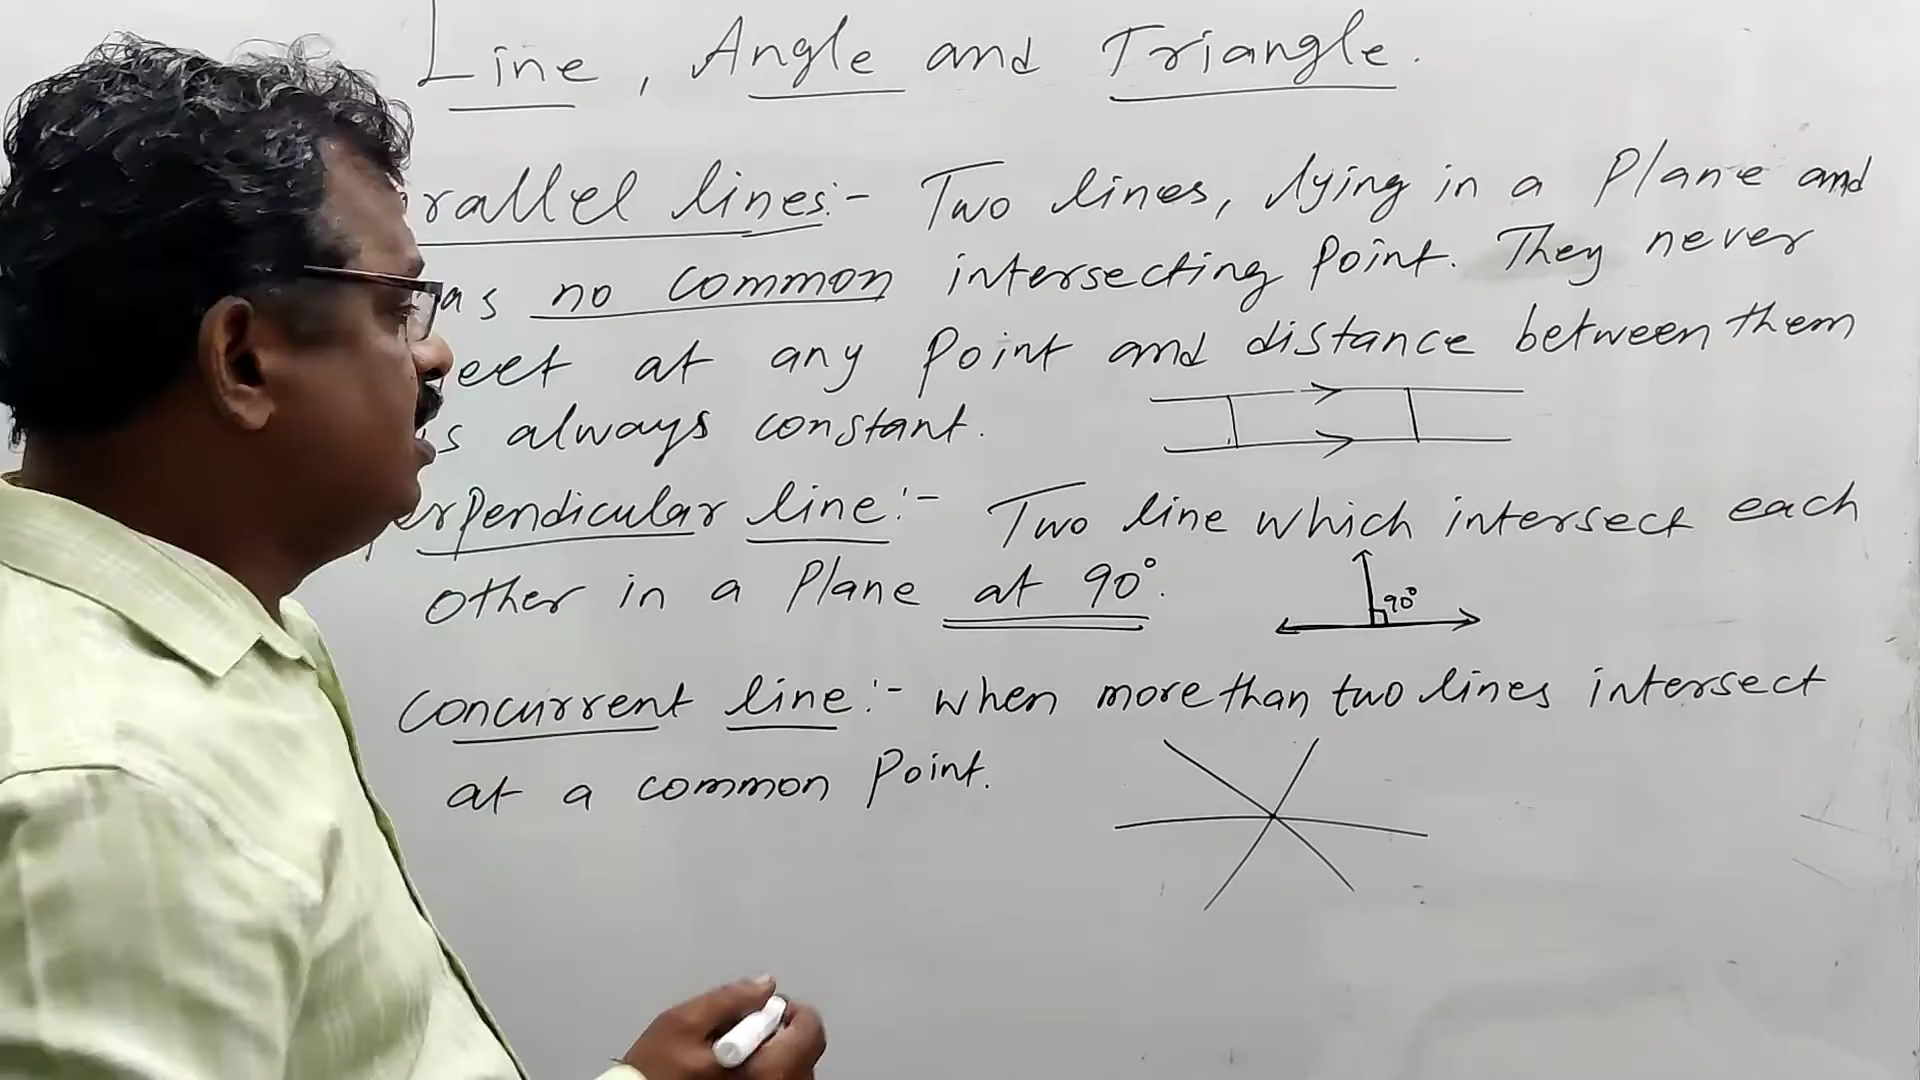 Line, Angle and Triangle.
rallel lines:- Two lines, lying in a Plane and
as no common intersecting Point. They never
eet at any Point and distance between them
is always constant.
erpendicular line:- Two line which intersect each
other in a Plane at 90°.
90°
Concurrent line:- when more than two lines intersect
at a common Point.